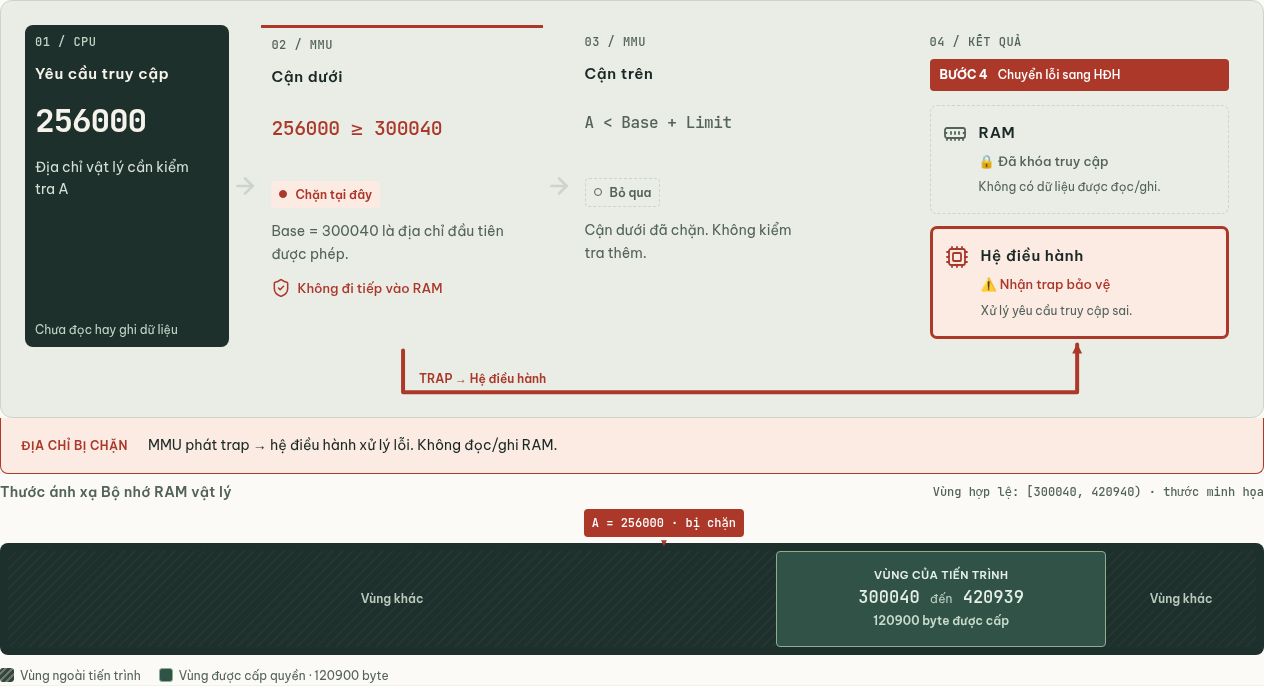 01 / CPU
Yêu cầu truy cập
256000
Địa chỉ vật lý cần kiểm
tra A
Chưa đọc hay ghi dữ liệu
02 / MMU
Cận dưới
256000 ≥ 300040
Chặn tại đây
Base = 300040 là địa chỉ đầu tiên
được phép.
Không đi tiếp vào RAM
03 / MMU
Cận trên
A < Base + Limit
Bỏ qua
Cận dưới đã chặn. Không kiểm
tra thêm.
04 / KẾT QUẢ
BƯỚC 4 Chuyển lỗi sang HĐH
RAM
🔒 Đã khóa truy cập
Không có dữ liệu được đọc/ghi.
Hệ điều hành
⚠️ Nhận trap bảo vệ
Xử lý yêu cầu truy cập sai.
TRAP → Hệ điều hành
ĐỊA CHỈ BỊ CHẶN MMU phát trap → hệ điều hành xử lý lỗi. Không đọc/ghi RAM.
Thước ánh xạ Bộ nhớ RAM vật lý
Vùng hợp lệ: [300040, 420940) · thước minh họa
A = 256000 · bị chặn
Vùng khác
VÙNG CỦA TIẾN TRÌNH
300040 đến 420939
120900 byte được cấp
Vùng khác
Vùng ngoài tiến trình
Vùng được cấp quyền · 120900 byte